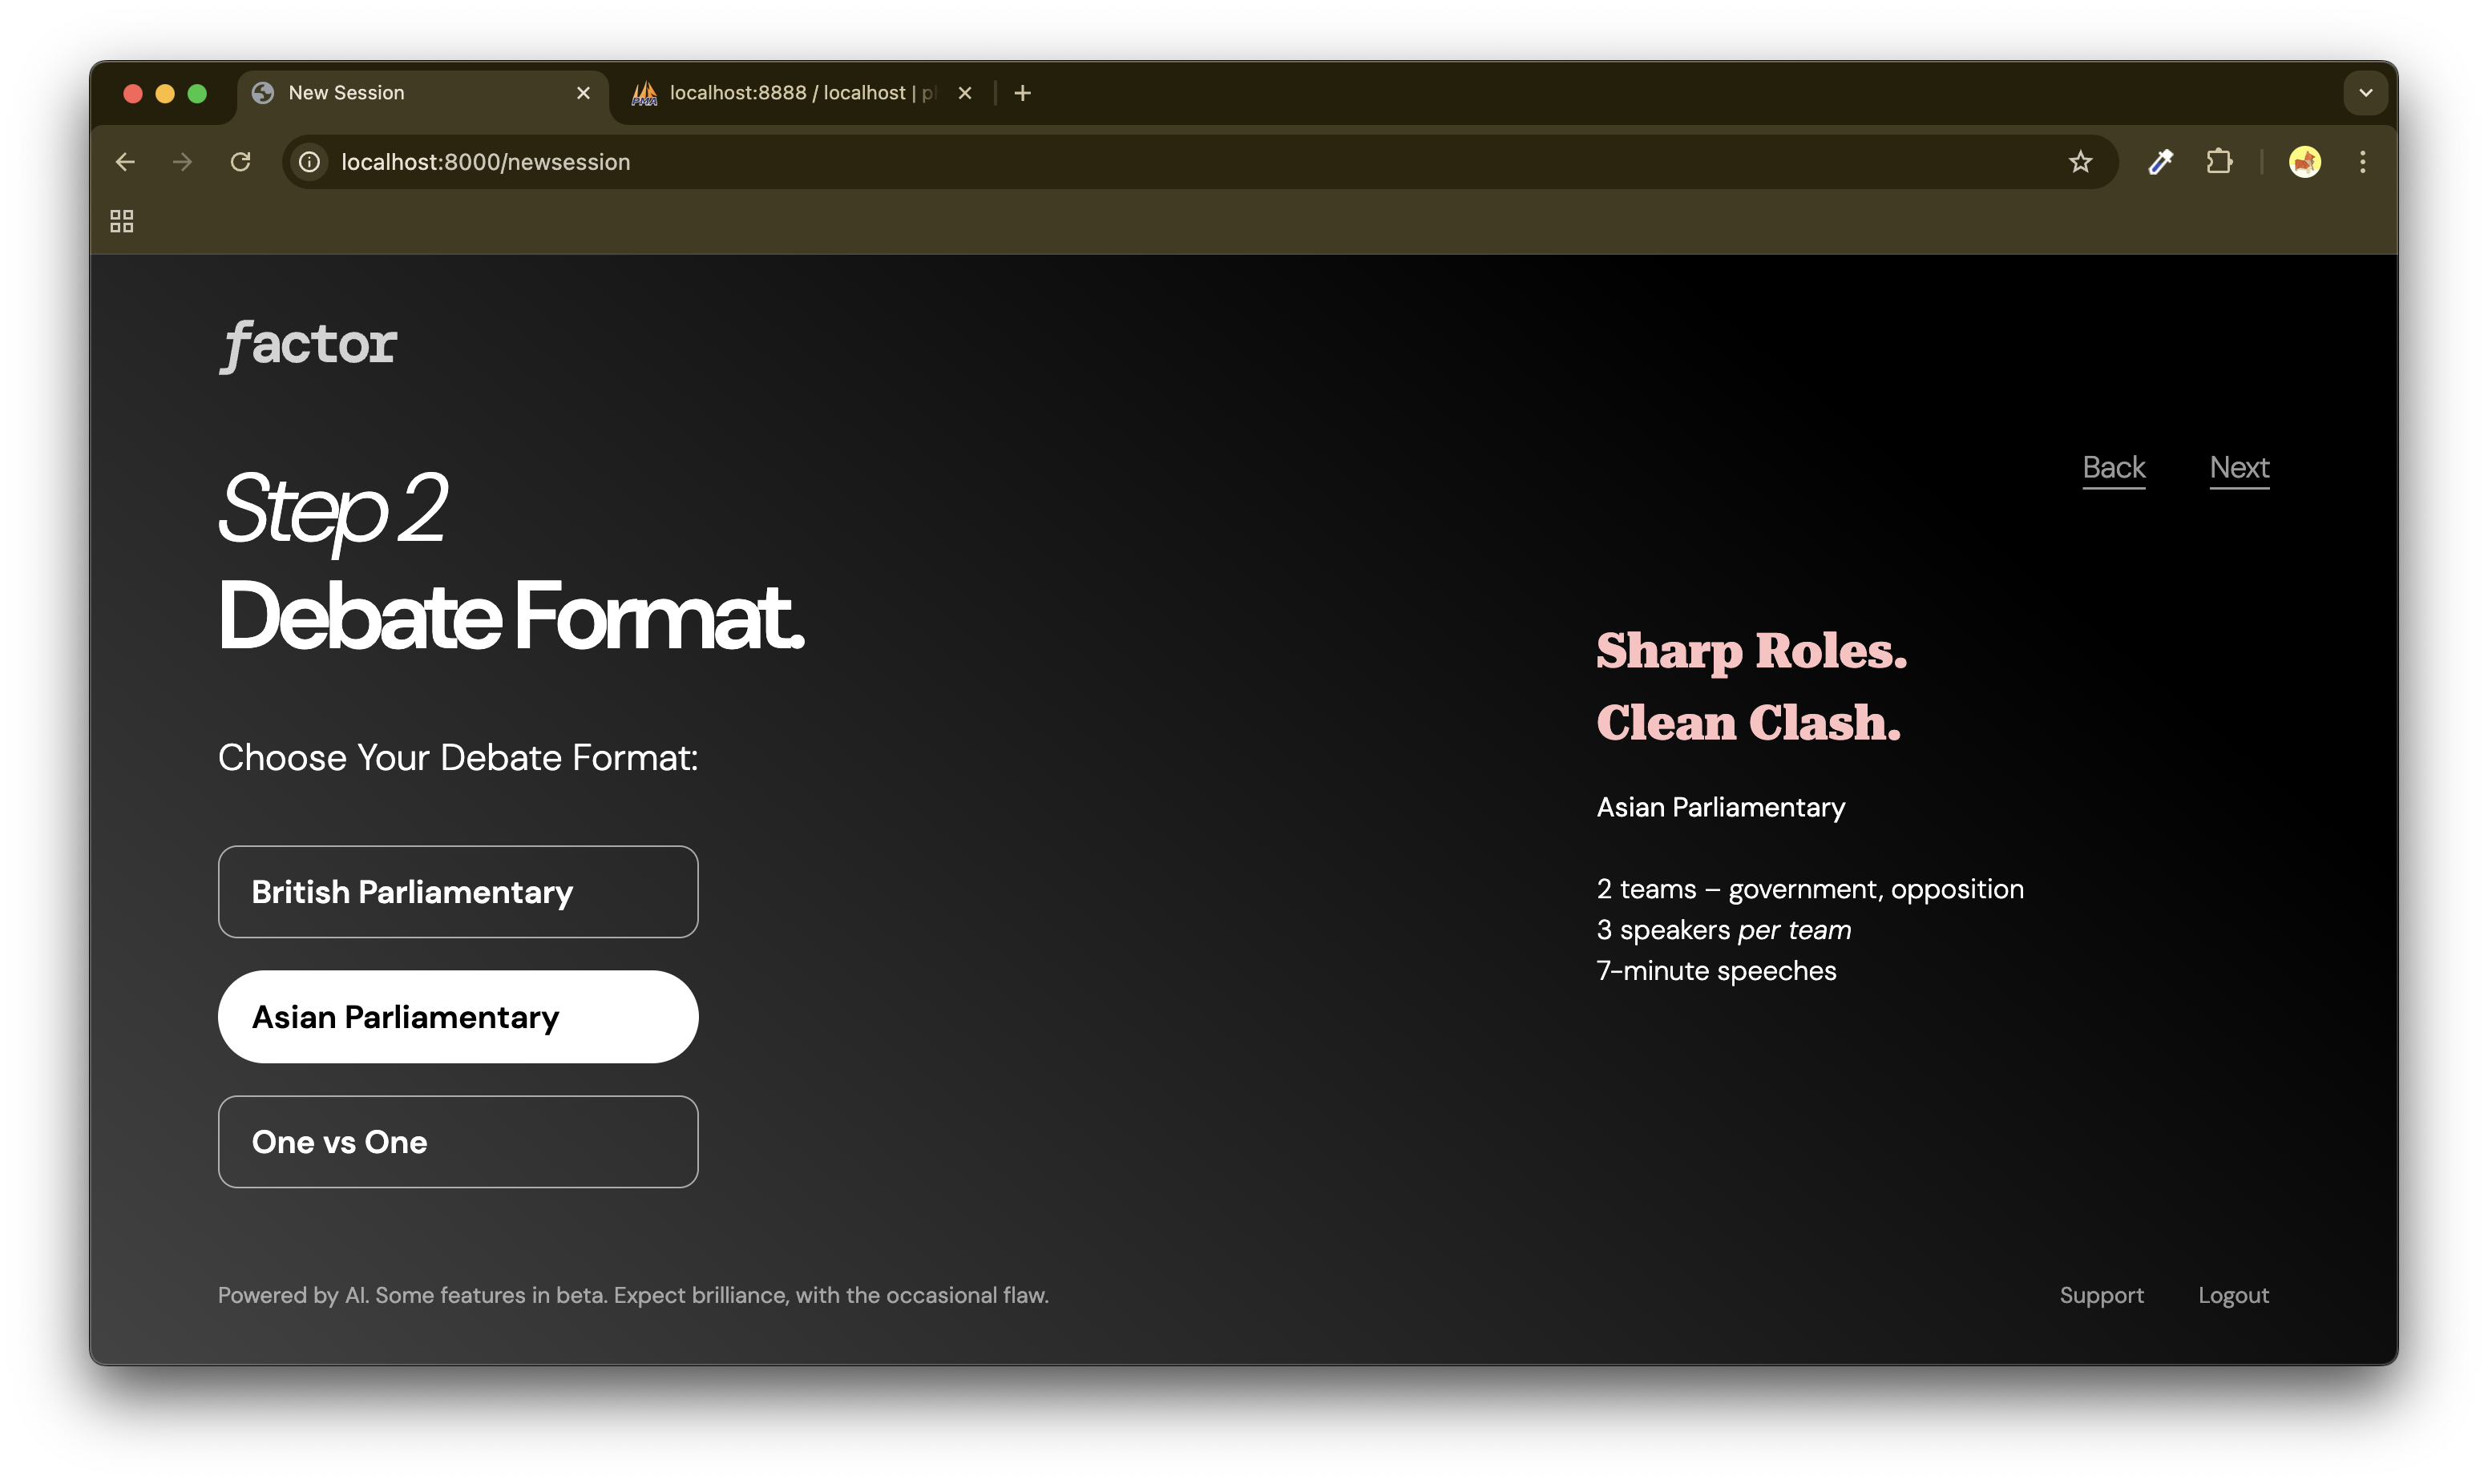 New Session
localhost:8888 / localhost | p
localhost:8000/newsession
factor
Back
Next
Step 2
Debate Format.
Sharp Roles.
Clean Clash.
Choose Your Debate Format:
Asian Parliamentary
2 teams – government, opposition
3 speakers per team
7-minute speeches
British Parliamentary
Asian Parliamentary
One vs One
Powered by AI. Some features in beta. Expect brilliance, with the occasional flaw.
Support
Logout